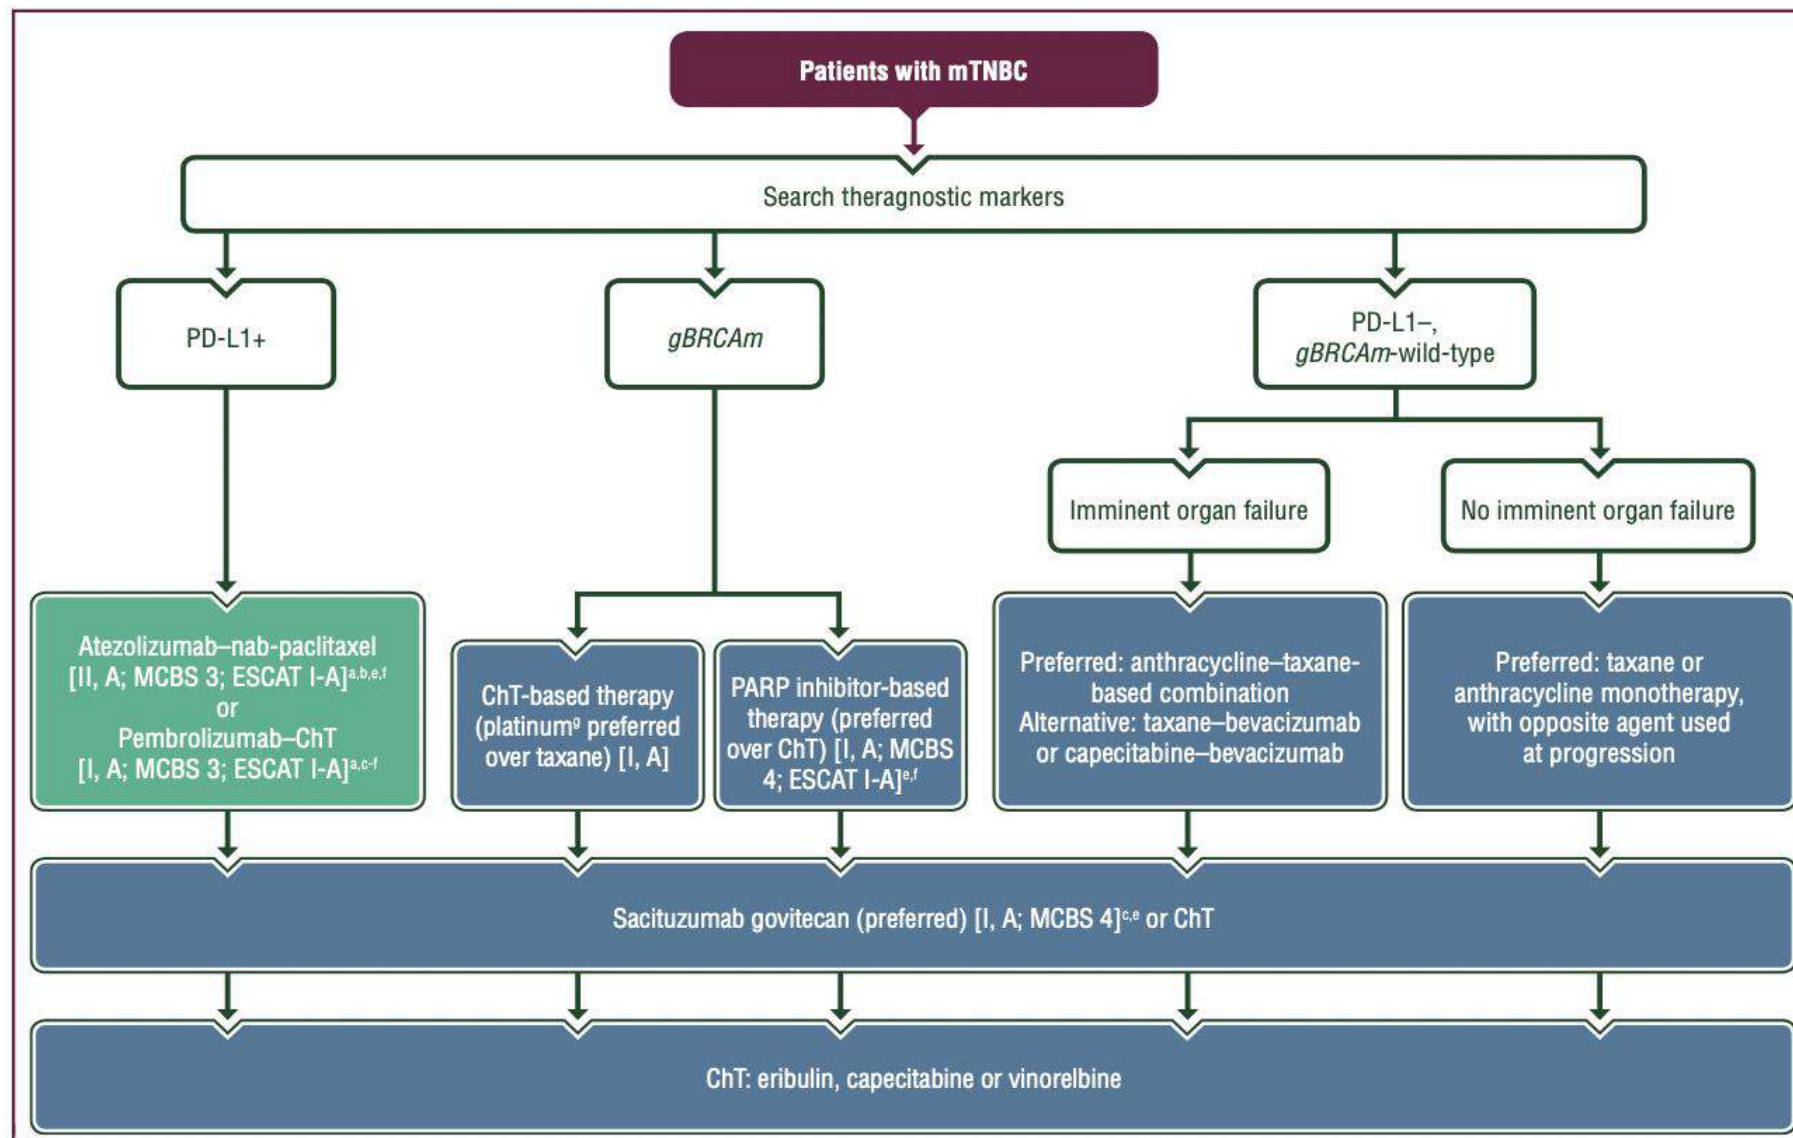 Patients with mTNBC
Search theragnostic markers
PD-L1+
gBRCAm
PD-L1–,
gBRCAm-wild-type
Imminent organ failure
No imminent organ failure
Atezolizumab–nab-paclitaxel
[II, A; MCBS 3; ESCAT I-A]a,b,e,f
or
Pembrolizumab–ChT
[I, A; MCBS 3; ESCAT I-A]a,c-f
ChT-based therapy
(platinumg preferred
over taxane) [I, A]
PARP inhibitor-based
therapy (preferred
over ChT) [I, A; MCBS
4; ESCAT I-A]e,f
Preferred: anthracycline–taxane-
based combination
Alternative: taxane–bevacizumab
or capecitabine–bevacizumab
Preferred: taxane or
anthracycline monotherapy,
with opposite agent used
at progression
Sacituzumab govitecan (preferred) [I, A; MCBS 4]c,e or ChT
ChT: eribulin, capecitabine or vinorelbine